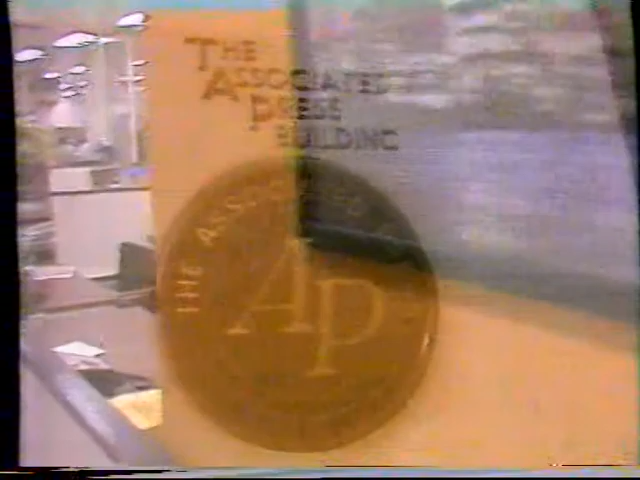 THE
ASSOCIATED
PRESS
BUILDING
THE ASSOCIATED
AP